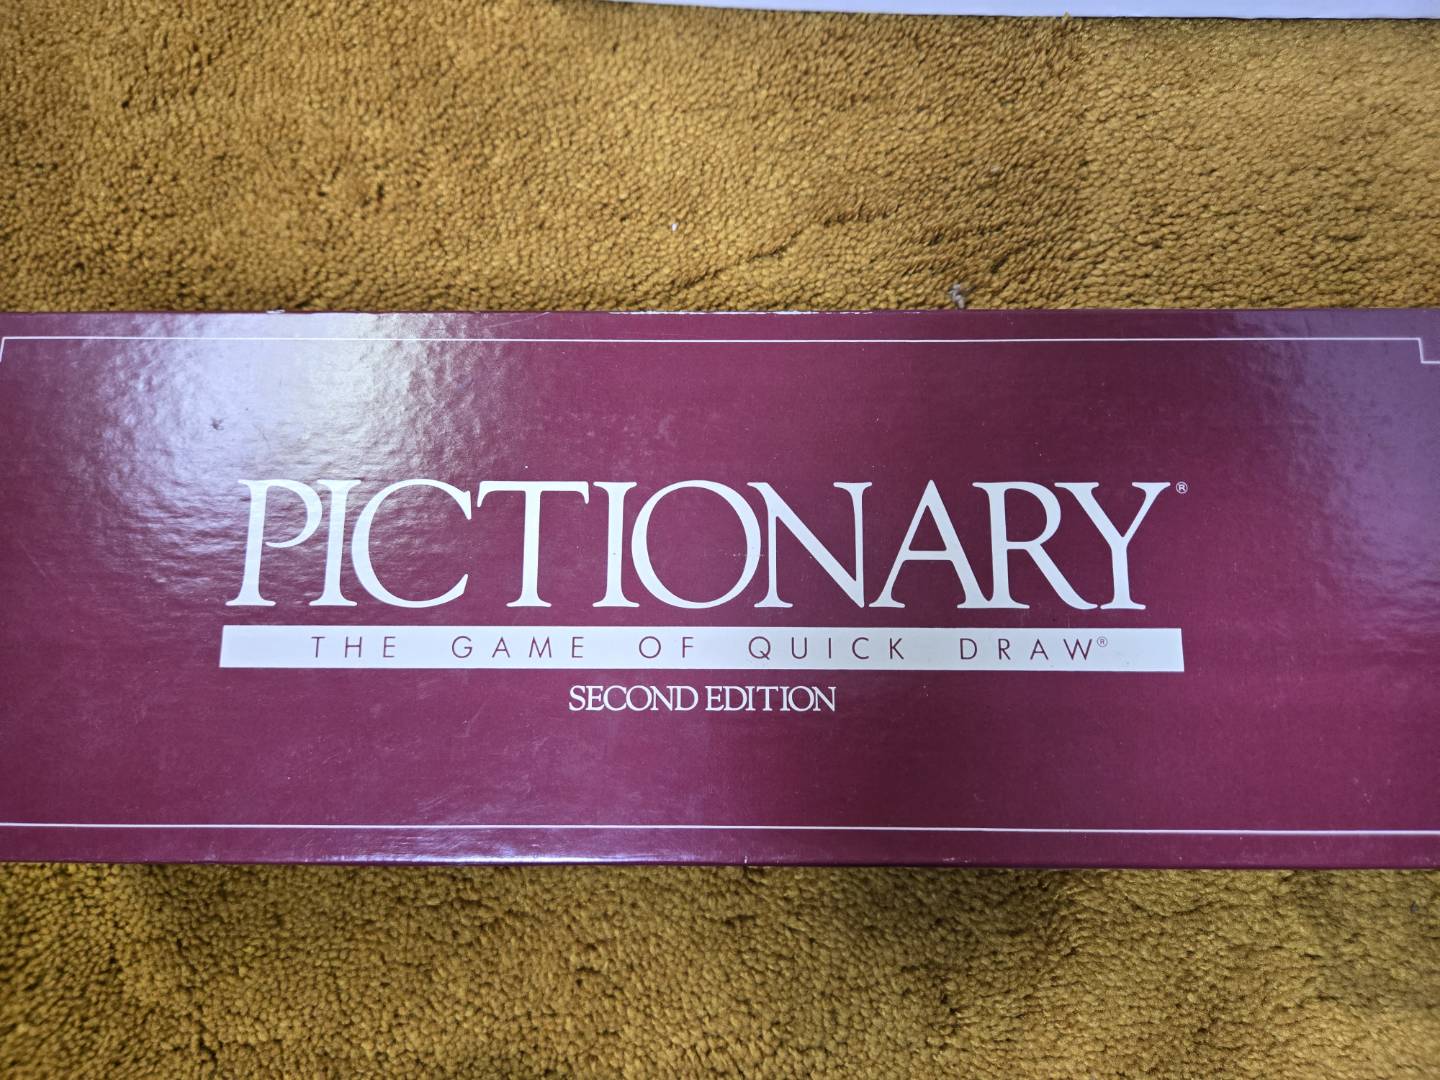 PICTIONARY®
THE GAME OF QUICK DRAW®
SECOND EDITION